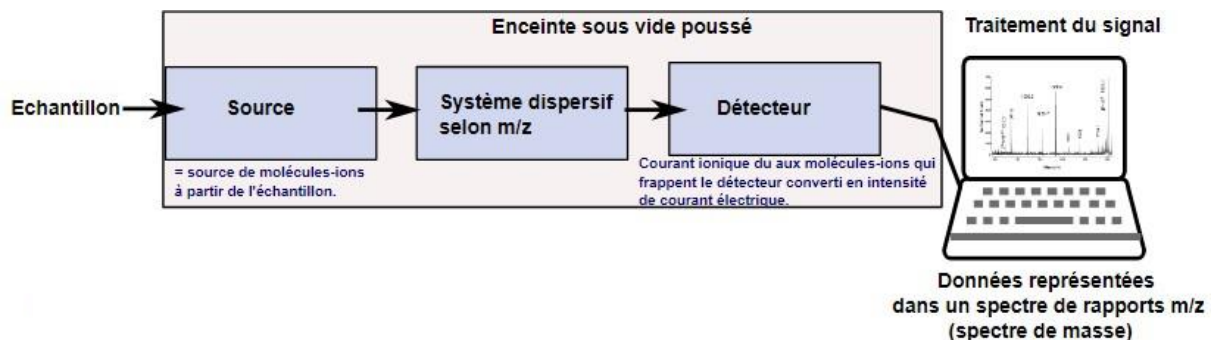 Enceinte sous vide poussé
Traitement du signal
Echantillon
Source
Système dispersif
selon m/z
Détecteur
= source de molécules-ions
à partir de l'échantillon.
Courant ionique du aux molécules-ions qui
frappent le détecteur converti en intensité
de courant électrique.
Données représentées
dans un spectre de rapports m/z
(spectre de masse)